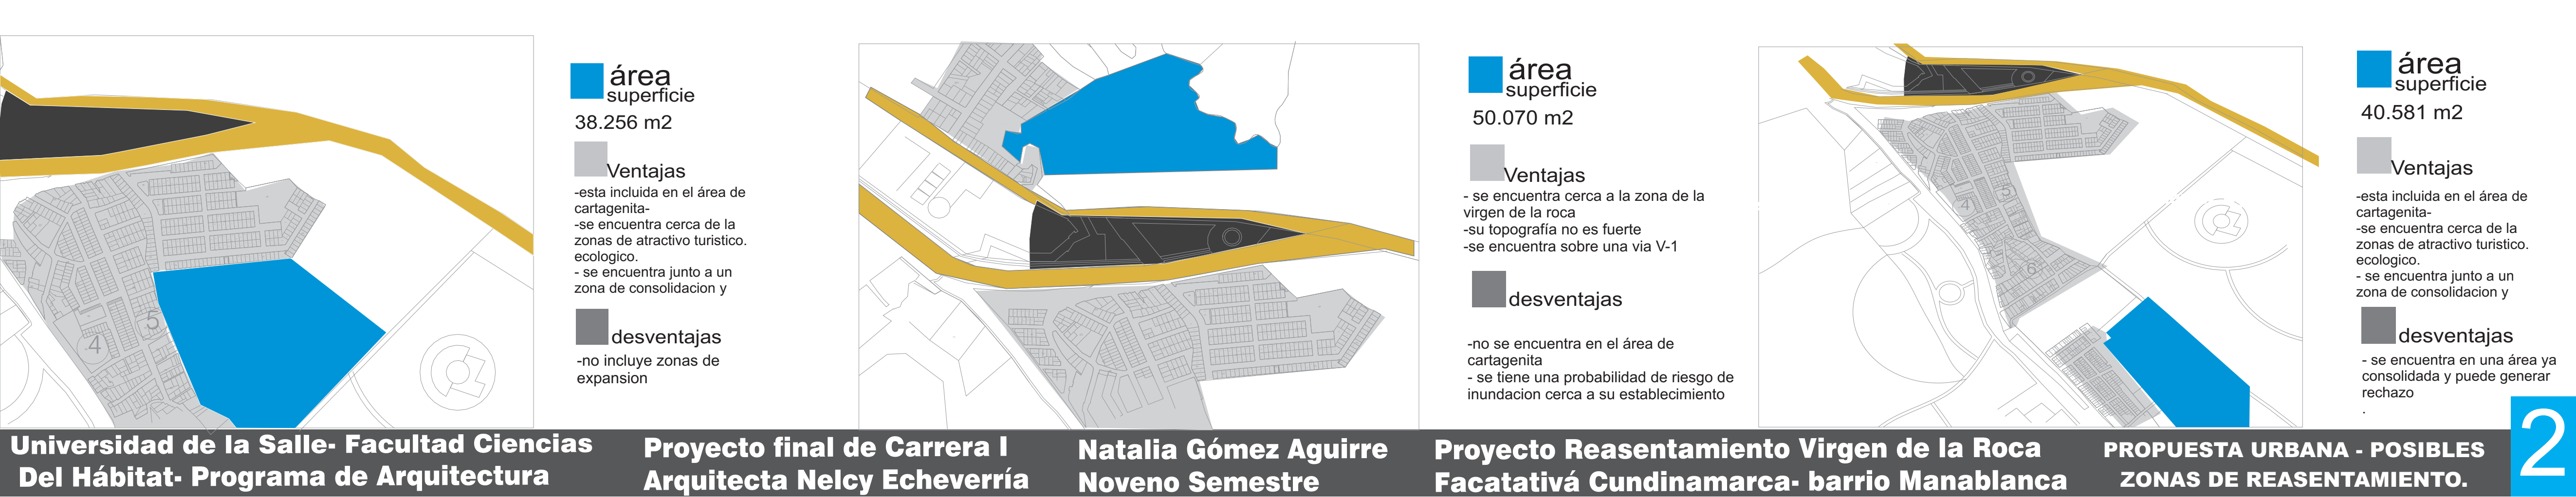 área
superficie
38.256 m2
Ventajas
-esta incluida en el área de
cartagenita-
-se encuentra cerca de la
zonas de atractivo turistico.
ecologico.
- se encuentra junto a un
zona de consolidacion y
desventajas
-no incluye zonas de
expansion
4
5
área
superficie
50.070 m2
Ventajas
- se encuentra cerca a la zona de la
virgen de la roca
-su topografía no es fuerte
-se encuentra sobre una via V-1
desventajas
-no se encuentra en el área de
cartagenita
- se tiene una probabilidad de riesgo de
inundacion cerca a su establecimiento
4
5
6
área
superficie
40.581 m2
Ventajas
-esta incluida en el área de
cartagenita-
-se encuentra cerca de la
zonas de atractivo turistico.
ecologico.
- se encuentra junto a un
zona de consolidacion y
desventajas
- se encuentra en una área ya
consolidada y puede generar
rechazo
.
Universidad de la Salle- Facultad Ciencias
Del Hábitat- Programa de Arquitectura
Proyecto final de Carrera I
Arquitecta Nelcy Echeverría
Natalia Gómez Aguirre
Noveno Semestre
Proyecto Reasentamiento Virgen de la Roca
Facatativá Cundinamarca- barrio Manablanca
PROPUESTA URBANA - POSIBLES
ZONAS DE REASENTAMIENTO.
2